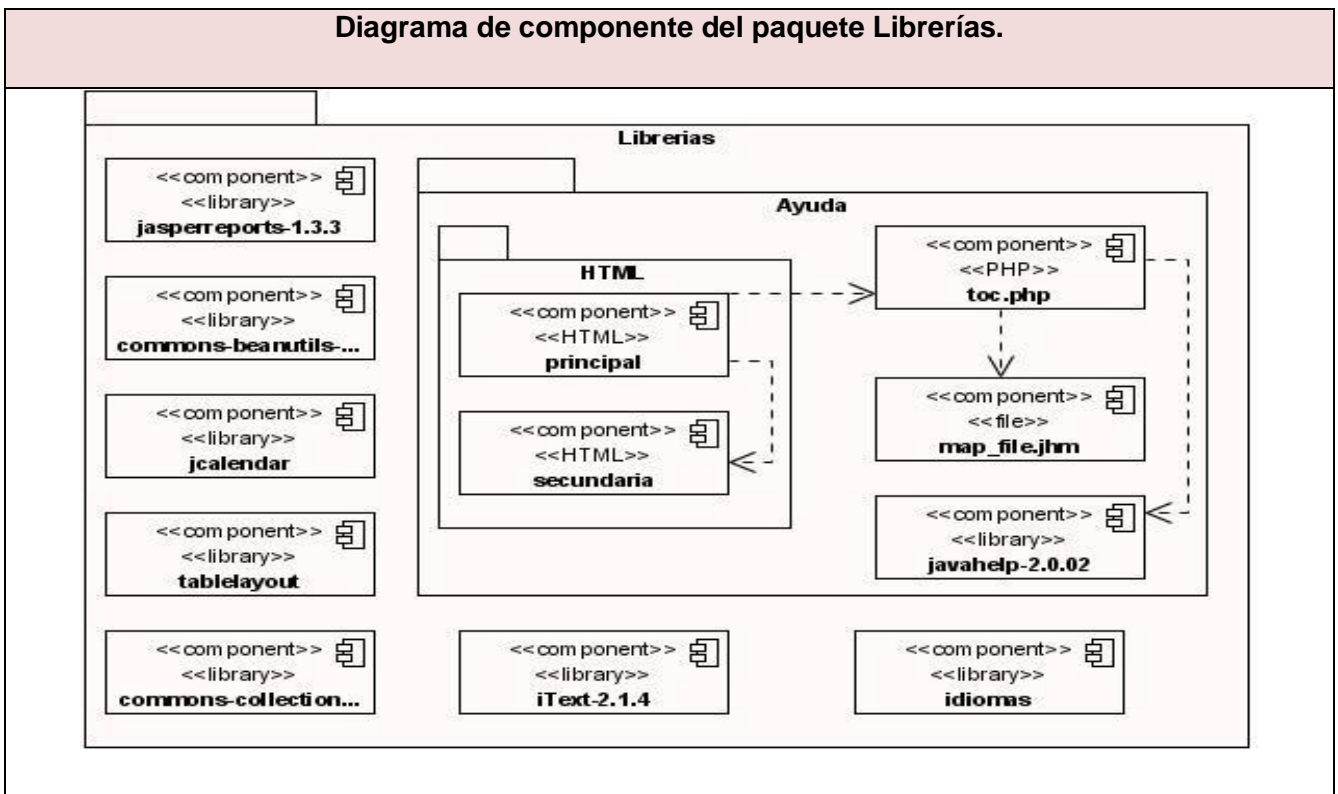 Diagrama de componente del paquete Librerías.
Librerias
<<component>>
<<library>>
jasperreports-1.3.3
<<component>>
<<library>>
commons-beanutils-...
<<component>>
<<library>>
jcalendar
<<component>>
<<library>>
tablelayout
<<component>>
<<library>>
commons-collection...
Ayuda
HTML
<<component>>
<<HTML>>
principal
<<component>>
<<HTML>>
secundaria
<<component>>
<<PHP>>
toc.php
<<component>>
<<file>>
map_file.jhm
<<component>>
<<library>>
javahelp-2.0.02
<<component>>
<<library>>
iText-2.1.4
<<component>>
<<library>>
idiomas